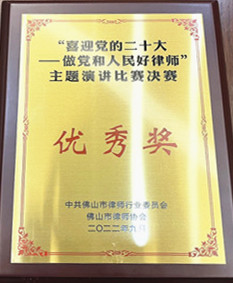 “喜迎党的二十大
——做党和人民好律师”
主题演讲比赛决赛
优秀奖
中共佛山市律师行业委员会
佛山市律师协会
二〇二二年九月